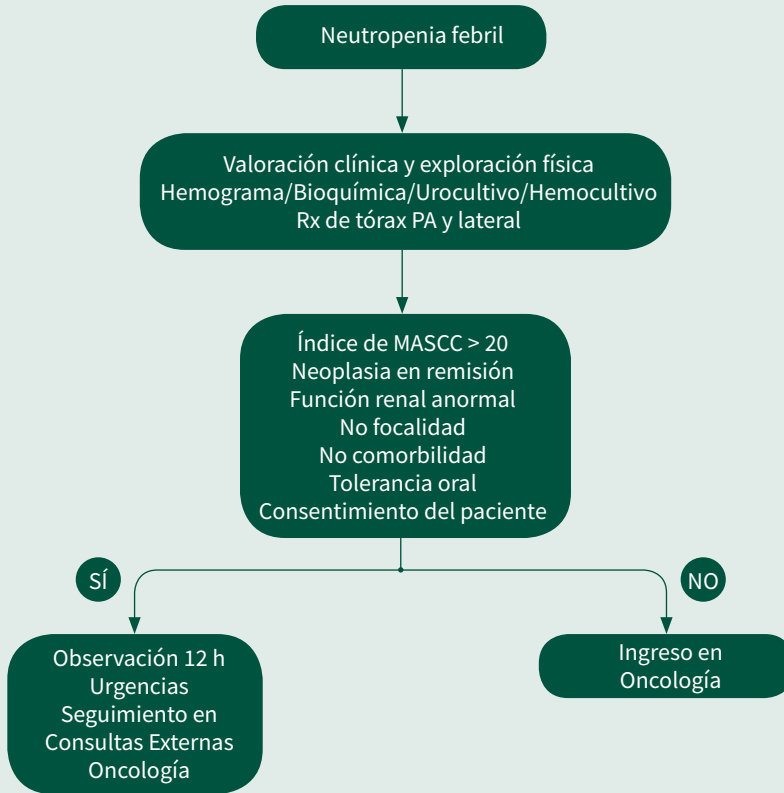 Neutropenia febril
Valoración clínica y exploración física
Hemograma/Bioquímica/Urocultivo/Hemocultivo
Rx de tórax PA y lateral
Índice de MASCC > 20
Neoplasia en remisión
Función renal anormal
No focalidad
No comorbilidad
Tolerancia oral
Consentimiento del paciente
SÍ
NO
Observación 12 h
Urgencias
Seguimiento en
Consultas Externas
Oncología
Ingreso en
Oncología